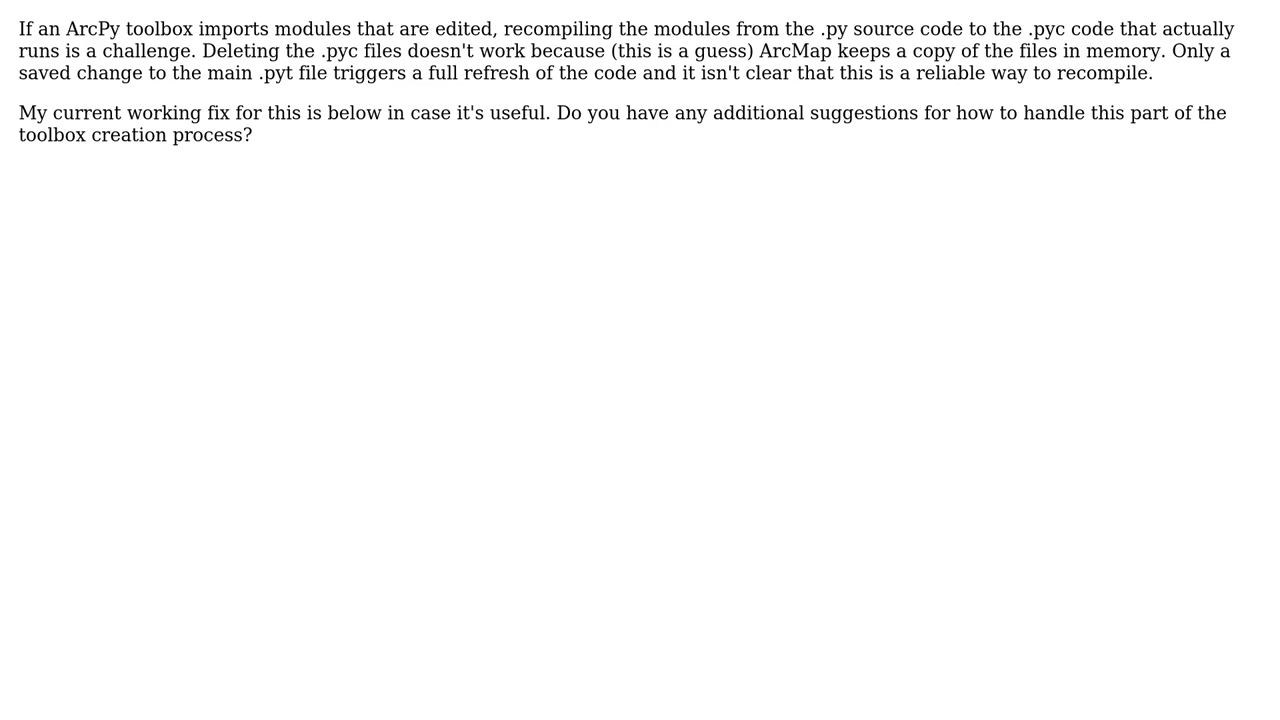 If an ArcPy toolbox imports modules that are edited, recompiling the modules from the .py source code to the .pyc code that actually
runs is a challenge. Deleting the .pyc files doesn't work because (this is a guess) ArcMap keeps a copy of the files in memory. Only a
saved change to the main .pyt file triggers a full refresh of the code and it isn't clear that this is a reliable way to recompile.
My current working fix for this is below in case it's useful. Do you have any additional suggestions for how to handle this part of the
toolbox creation process?